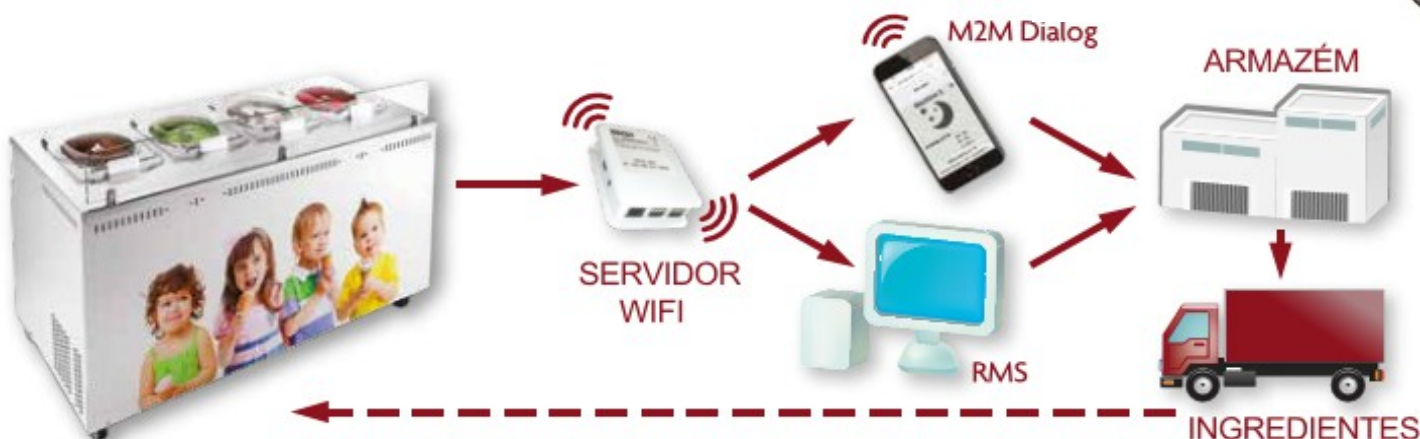 M2M Dialog
ARMAZÉM
SERVIDOR
WIFI
RMS
INGREDIENTES